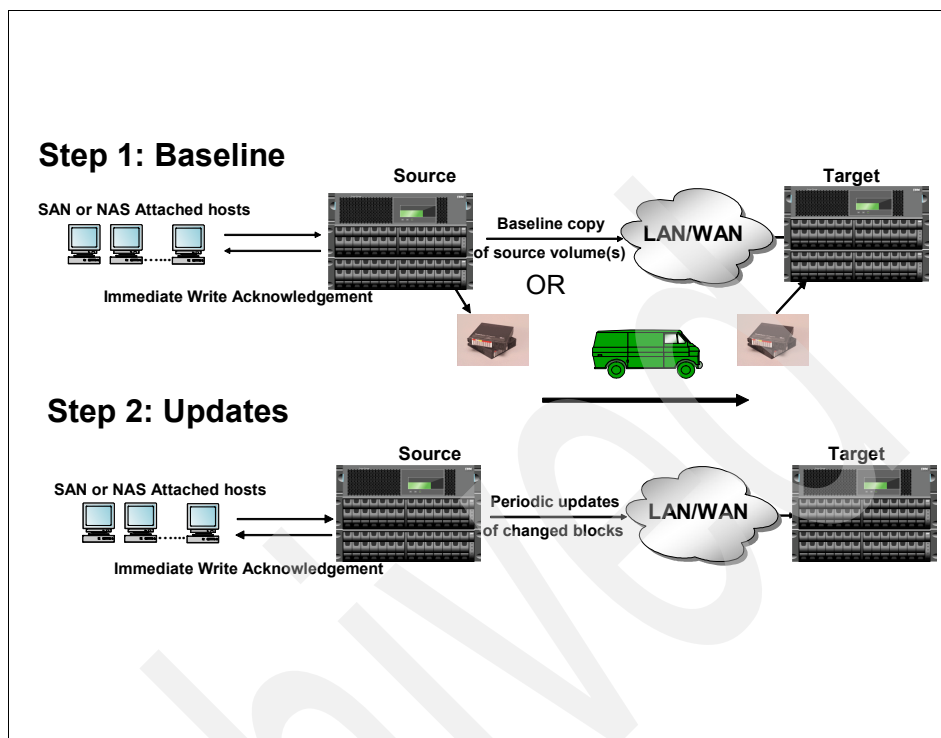 Step 1: Baseline
Source
Target
SAN or NAS Attached hosts
Baseline copy
of source volume(s)
LAN/WAN
OR
Immediate Write Acknowledgement
Step 2: Updates
Source
Target
SAN or NAS Attached hosts
Periodic updates
of changed blocks
LAN/WAN
Immediate Write Acknowledgement
hived